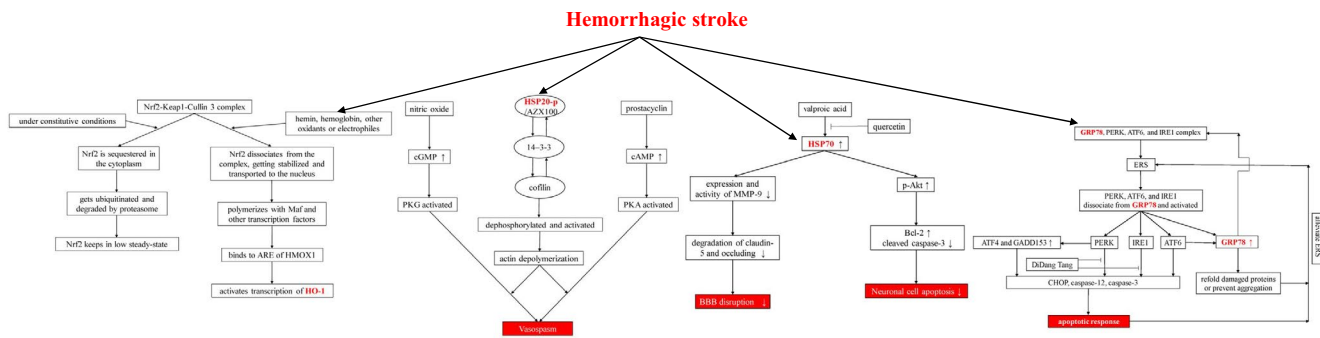 Hemorrhagic stroke
Nrf2-Keap1-Cullin 3 complex
under constitutive conditions
hemin, hemoglobin, other
oxidants or electrophiles
Nrf2 is sequestered in
the cytoplasm
Nrf2 dissociates from the
complex, getting stabilized and
transported to the nucleus
gets ubiquitinated and
degraded by proteasome
polymerizes with Maf and
other transcription factors
Nrf2 keeps in low steady-state
binds to ARE of HMOX1
activates transcription of HO-1
nitric oxide
cGMP ↑
PKG activated
HSP20-p
/AZX100
14-3-3
cofilin
dephosphorylated and activated
actin depolymerization
prostacyclin
cAMP ↑
PKA activated
Vasospasm
valproic acid
quercetin
HSP70 ↑
expression and
activity of MMP-9 ↓
degradation of claudin-
5 and occluding ↓
BBB disruption ↓
p-Akt ↑
Bcl-2 ↑
cleaved caspase-3 ↓
Neuronal cell apoptosis ↓
GRP78, PERK, ATF6, and IRE1 complex
ERS
PERK, ATF6, and IRE1
dissociate from GRP78 and activated
ATF4 and GADD153 ↑
PERK
IRE1
ATF6
GRP78 ↑
DiDang Tang
CHOP, caspase-12, caspase-3
refold damaged proteins
or prevent aggregation
apoptotic response
alleviate ERS